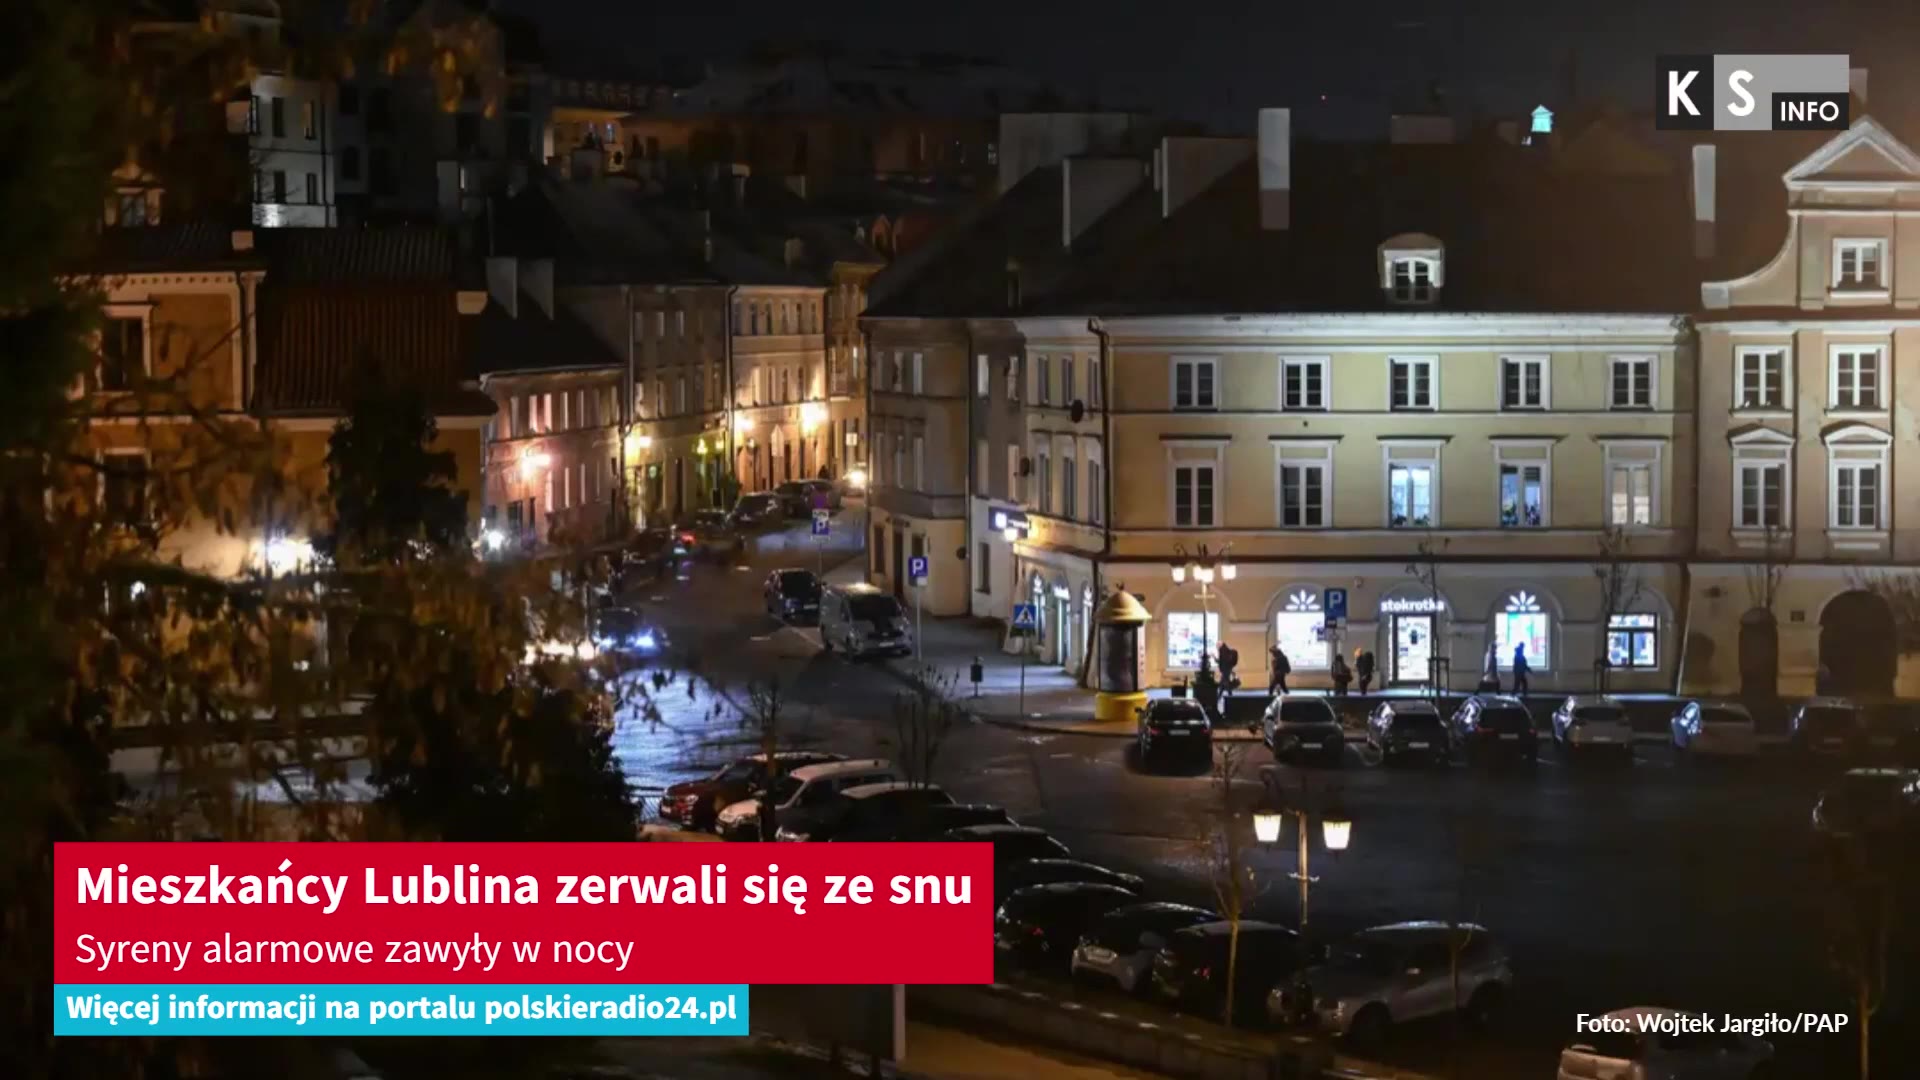 KS INFO
P
P
P
stokrotka
Mieszkańcy Lublina zerwali się ze snu
Syreny alarmowe zawyły w nocy
Więcej informacji na portalu polskieradio24.pl
Foto: Wojtek Jargiło/PAP